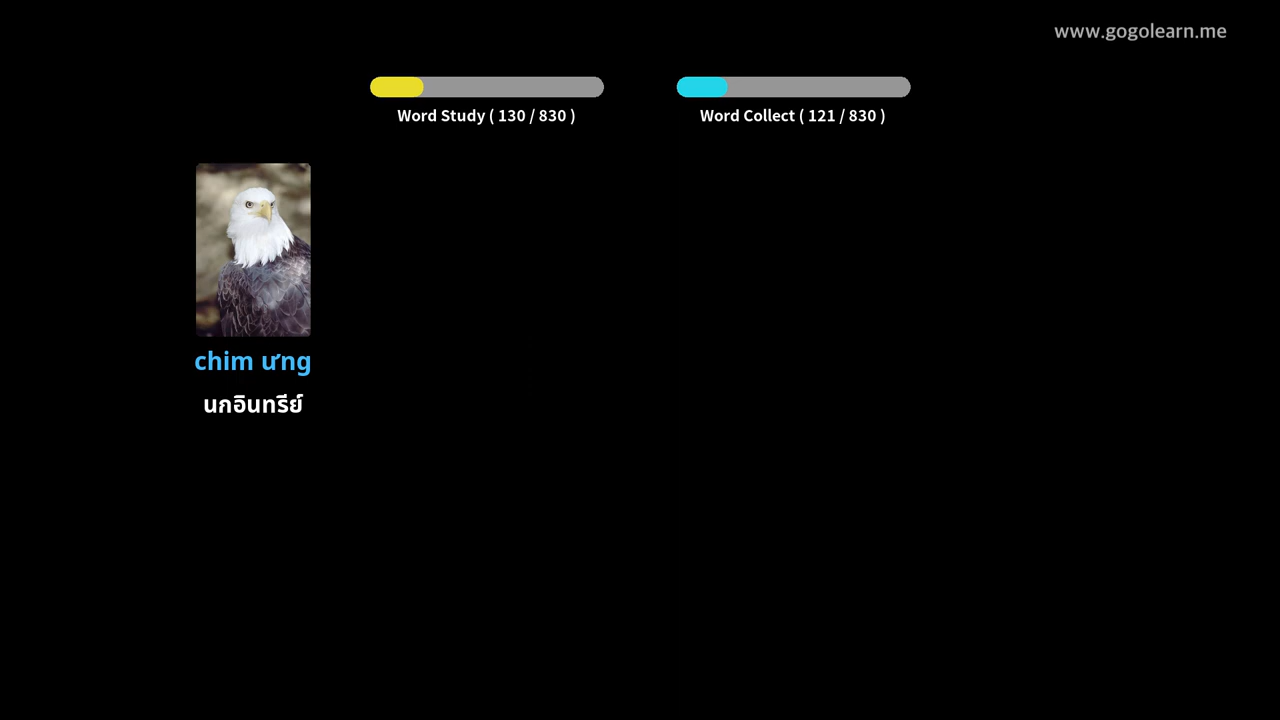 www.gogolearn.me
Word Study ( 130 / 830 )
Word Collect ( 121 / 830 )
chim ưng
นกอินทรีย์